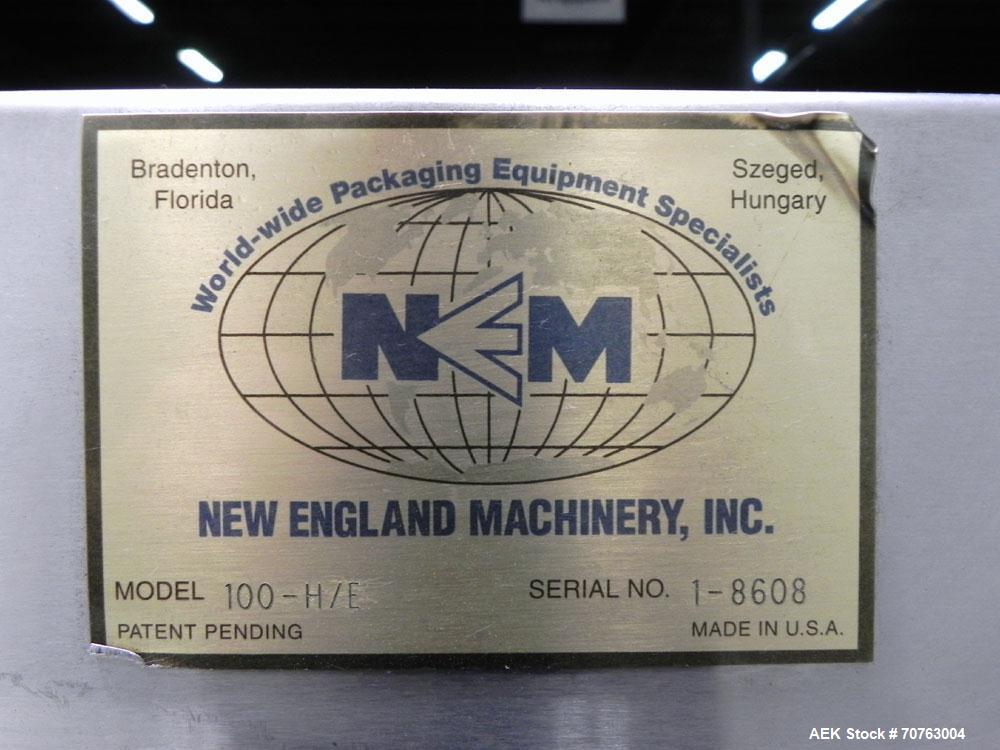 Bradenton,
Florida
World-wide Packaging Equipment Specialists
Szeged,
Hungary
NEM
NEW ENGLAND MACHINERY, INC.
MODEL 100-H/E
SERIAL NO. 1-8608
PATENT PENDING
MADE IN U.S.A.
AEK Stock # 70763004